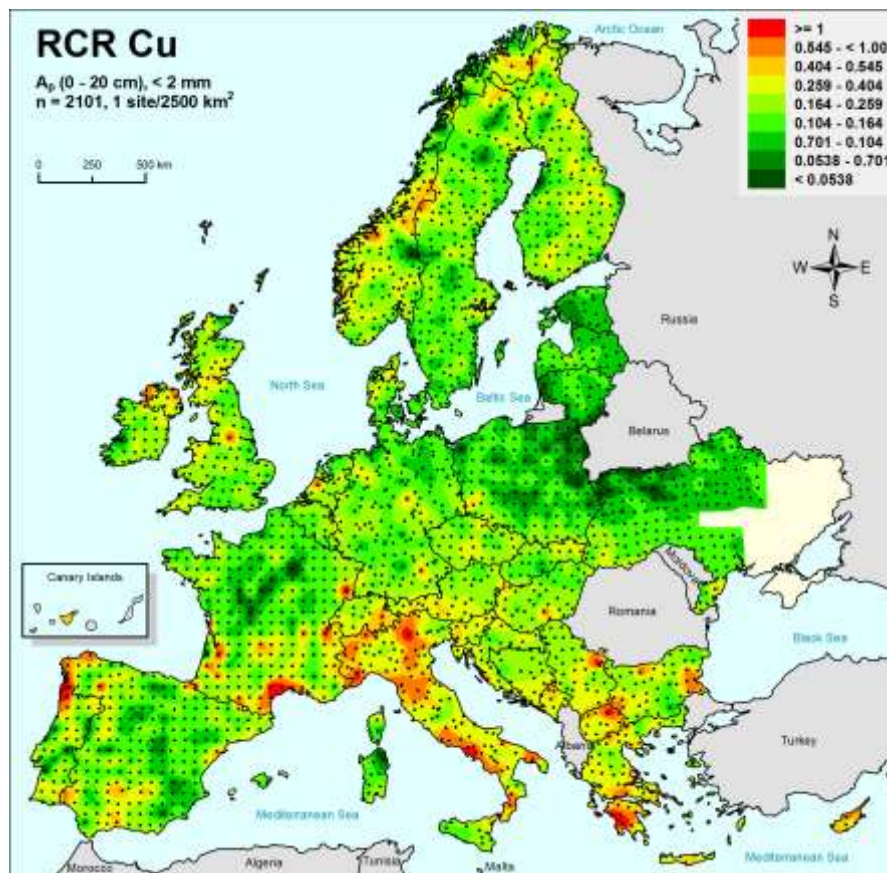 RCR Cu
Aₚ (0 - 20 cm), < 2 mm
n = 2101, 1 site/2500 km²
0 250 500 km
Arctic Ocean
>= 1
0.545 - < 1.00
0.404 - 0.545
0.259 - 0.404
0.164 - 0.259
0.104 - 0.164
0.701 - 0.104
0.0538 - 0.701
< 0.0538
N
W E
S
Russia
North Sea
Baltic Sea
Belarus
Canary Islands
Moldova
Romania
Black Sea
Albania
Turkey
Mediterranean Sea
Mediterranean Sea
Morocco
Algeria
Tunisia
Malta